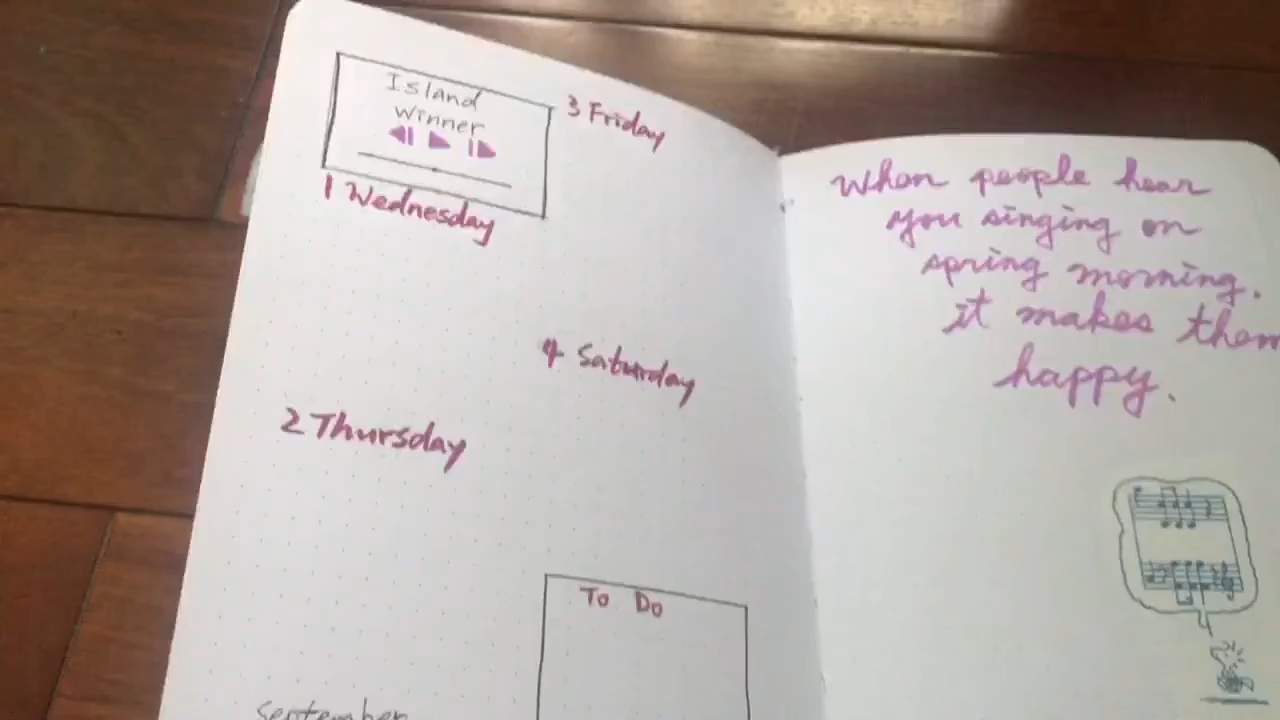 Island
Winner
1 Wednesday
2 Thursday
3 Friday
4 Saturday
To Do
September
When people hear
you singing on
spring morning.
it makes them
happy.